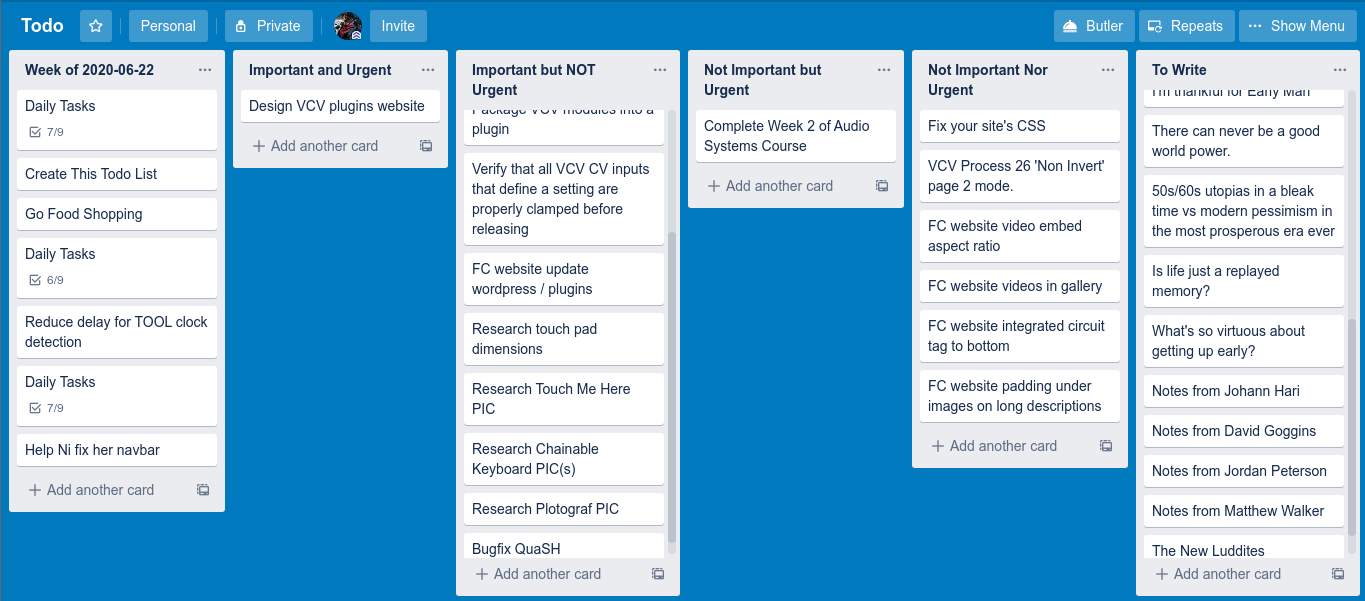 Todo
Personal
Private
Invite
Butler
Repeats
Show Menu
Week of 2020-06-22
Daily Tasks
7/9
Create This Todo List
Go Food Shopping
Daily Tasks
6/9
Reduce delay for TOOL clock
detection
Daily Tasks
7/9
Help Ni fix her navbar
Add another card
Important and Urgent
Design VCV plugins website
Add another card
Important but NOT
Urgent
Package VCV modules into a
plugin
Verify that all VCV CV inputs
that define a setting are
properly clamped before
releasing
FC website update
wordpress / plugins
Research touch pad
dimensions
Research Touch Me Here
PIC
Research Chainable
Keyboard PIC(s)
Research Plotograf PIC
Bugfix QuaSH
Add another card
Not Important but
Urgent
Complete Week 2 of Audio
Systems Course
Add another card
Not Important Nor
Urgent
Fix your site's CSS
VCV Process 26 'Non Invert'
page 2 mode.
FC website video embed
aspect ratio
FC website videos in gallery
FC website integrated circuit
tag to bottom
FC website padding under
images on long descriptions
Add another card
To Write
I'm thankful for Early Man
There can never be a good
world power.
50s/60s utopias in a bleak
time vs modern pessimism in
the most prosperous era ever
Is life just a replayed
memory?
What's so virtuous about
getting up early?
Notes from Johann Hari
Notes from David Goggins
Notes from Jordan Peterson
Notes from Matthew Walker
The New Luddites
Add another card